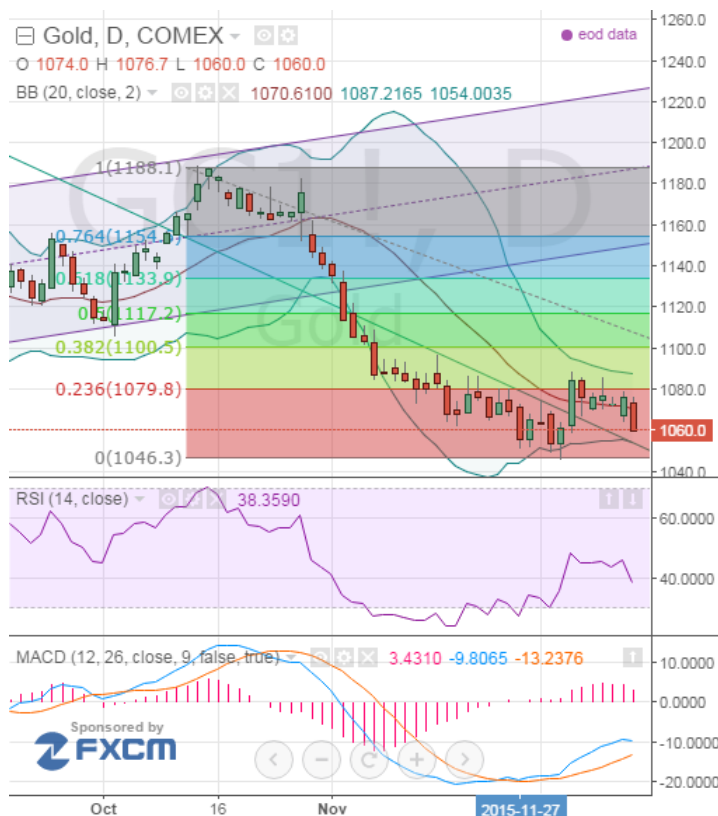 Gold, D, COMEX
eod data
O 1074.0 H 1076.7 L 1060.0 C 1060.0
BB (20, close, 2) 1070.6100 1087.2165 1054.0035
GC1!, D
Gold
1(1188.1)
0.764(1154.
0.618(1133.9)
0.5(1117.2)
0.382(1100.5)
0.236(1079.8)
0(1046.3)
1260.0
1240.0
1220.0
1200.0
1180.0
1160.0
1140.0
1120.0
1100.0
1080.0
1060.0
1040.0
RSI (14, close) 38.3590
60.0000
40.0000
MACD (12, 26, close, 9, false, true) 3.4310 -9.8065 -13.2376
10.0000
0.0000
-10.0000
-20.0000
Sponsored by
FXCM
Oct 16 Nov 2015-11-27